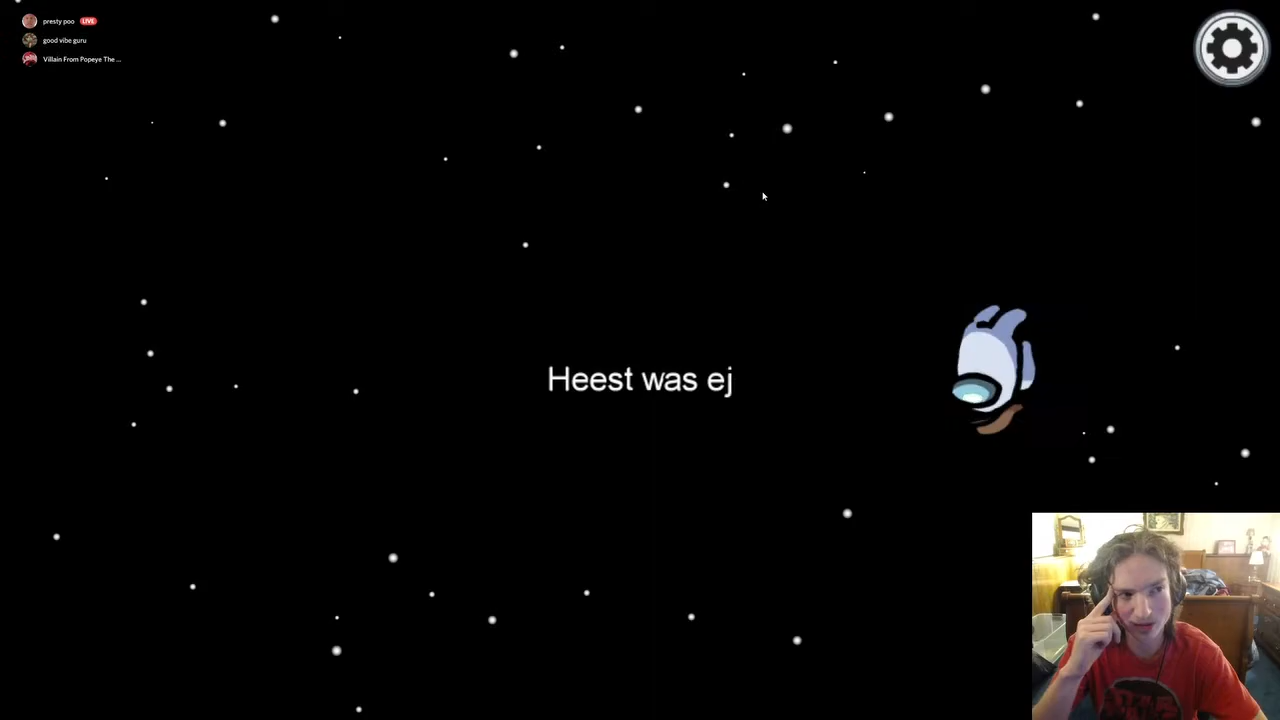 presty poo LIVE
good vibe guru
Villain From Popeye The ...
Heest was ej